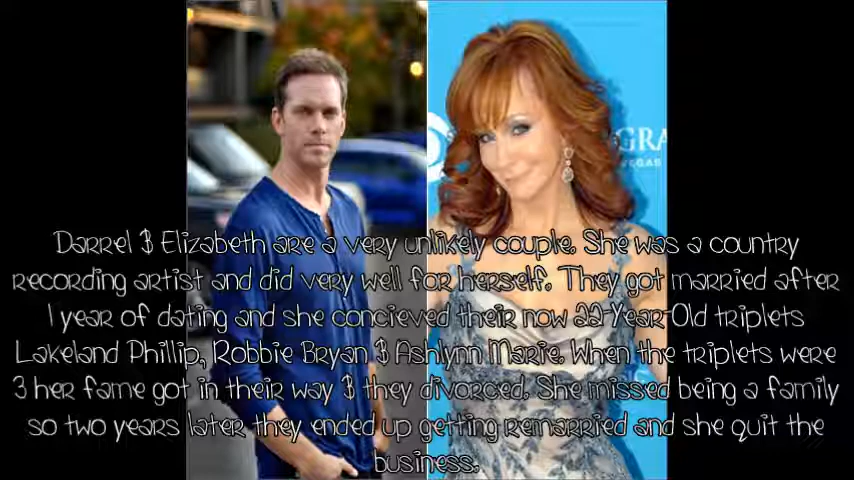 GRA
VEGAS
Darrel & Elizabeth are a very unlikely couple. She was a country
recording artist and did very well for herself. They got married after
1 year of dating and she concieved their now 22-Year-Old triplets
Lakeland Phillip, Robbie Bryan & Ashlynn Marie. When the triplets were
3 her fame got in their way & they divorced. She missed being a family
so two years later they ended up getting remarried and she quit the
business.